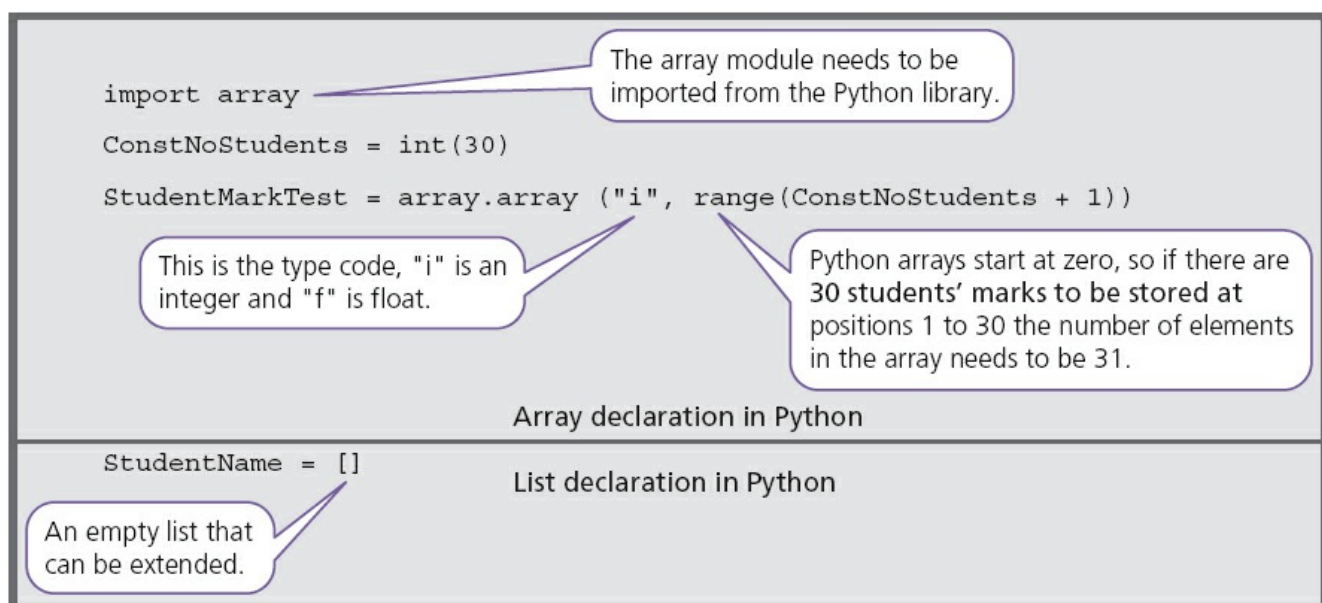 The array module needs to be
imported from the Python library.
import array
ConstNoStudents = int(30)
StudentMarkTest = array.array ("i", range(ConstNoStudents + 1))
This is the type code, "i" is an
integer and "f" is float.
Python arrays start at zero, so if there are
30 students’ marks to be stored at
positions 1 to 30 the number of elements
in the array needs to be 31.
Array declaration in Python
StudentName = []
List declaration in Python
An empty list that
can be extended.